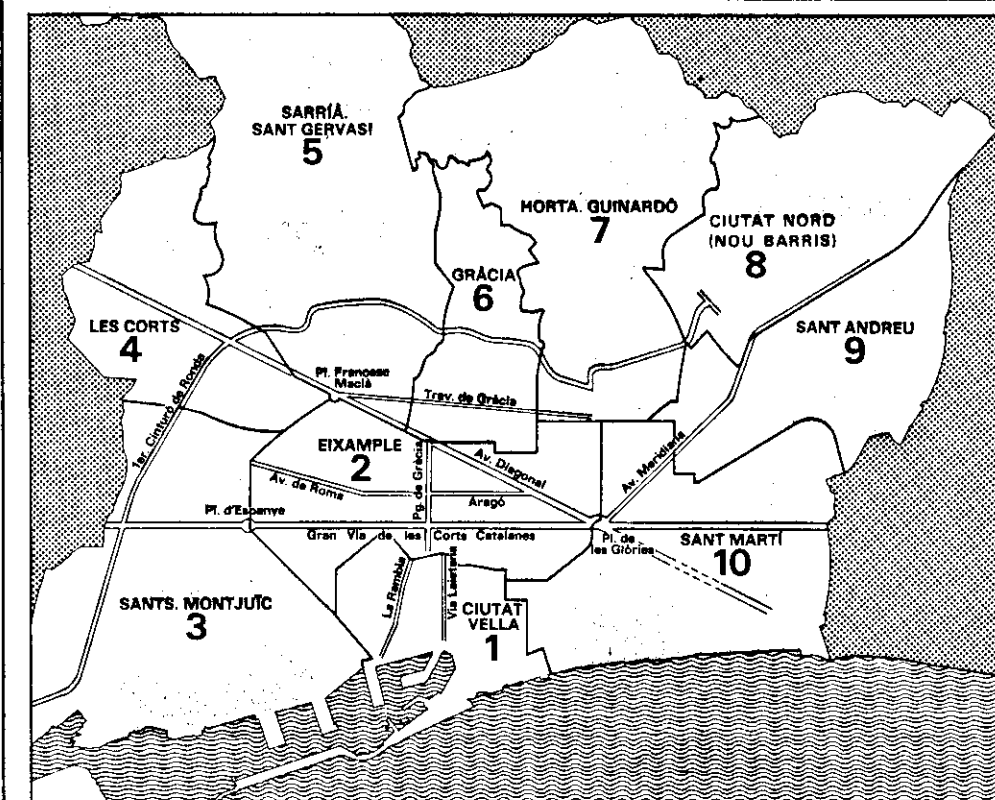 SARRIÀ.
SANT GERVASI
5
HORTA. GUINARDÓ
7
CIUTAT NORD
(NOU BARRIS)
8
GRÀCIA
6
LES CORTS
4
SANT ANDREU
9
1er. Cinturó de Ronda
Pl. Francesc
Macià
Trav. de Gràcia
EIXAMPLE
2
Pg. de Gràcia
Av. Diagonal
Av. Meridiana
Av. de Roma
Aragó
Pl. d'Espanya
Gran Via de les Corts Catalanes
Pl. de
les Glòries
SANT MARTÍ
10
La Rambla
Via Laietana
SANTS. MONTJUÏC
3
CIUTAT
VELLA
1